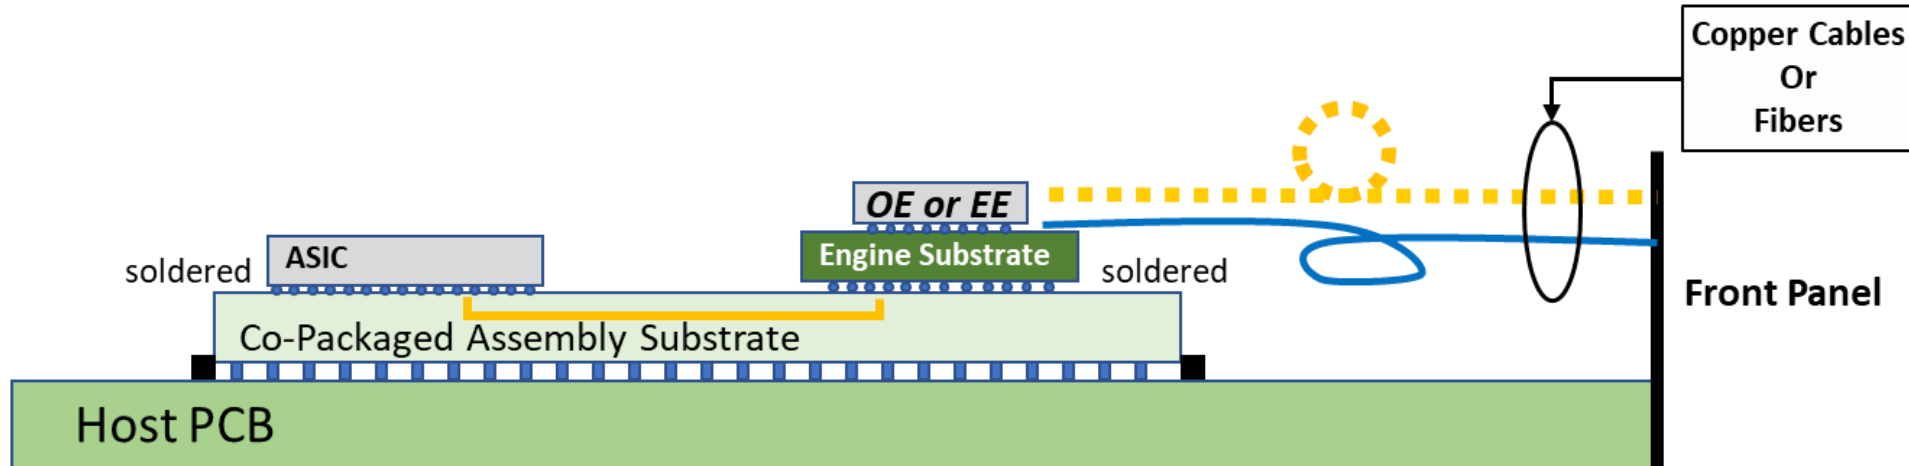 Copper Cables
Or
Fibers
OE or EE
ASIC
Engine Substrate
soldered
soldered
Front Panel
Co-Packaged Assembly Substrate
Host PCB